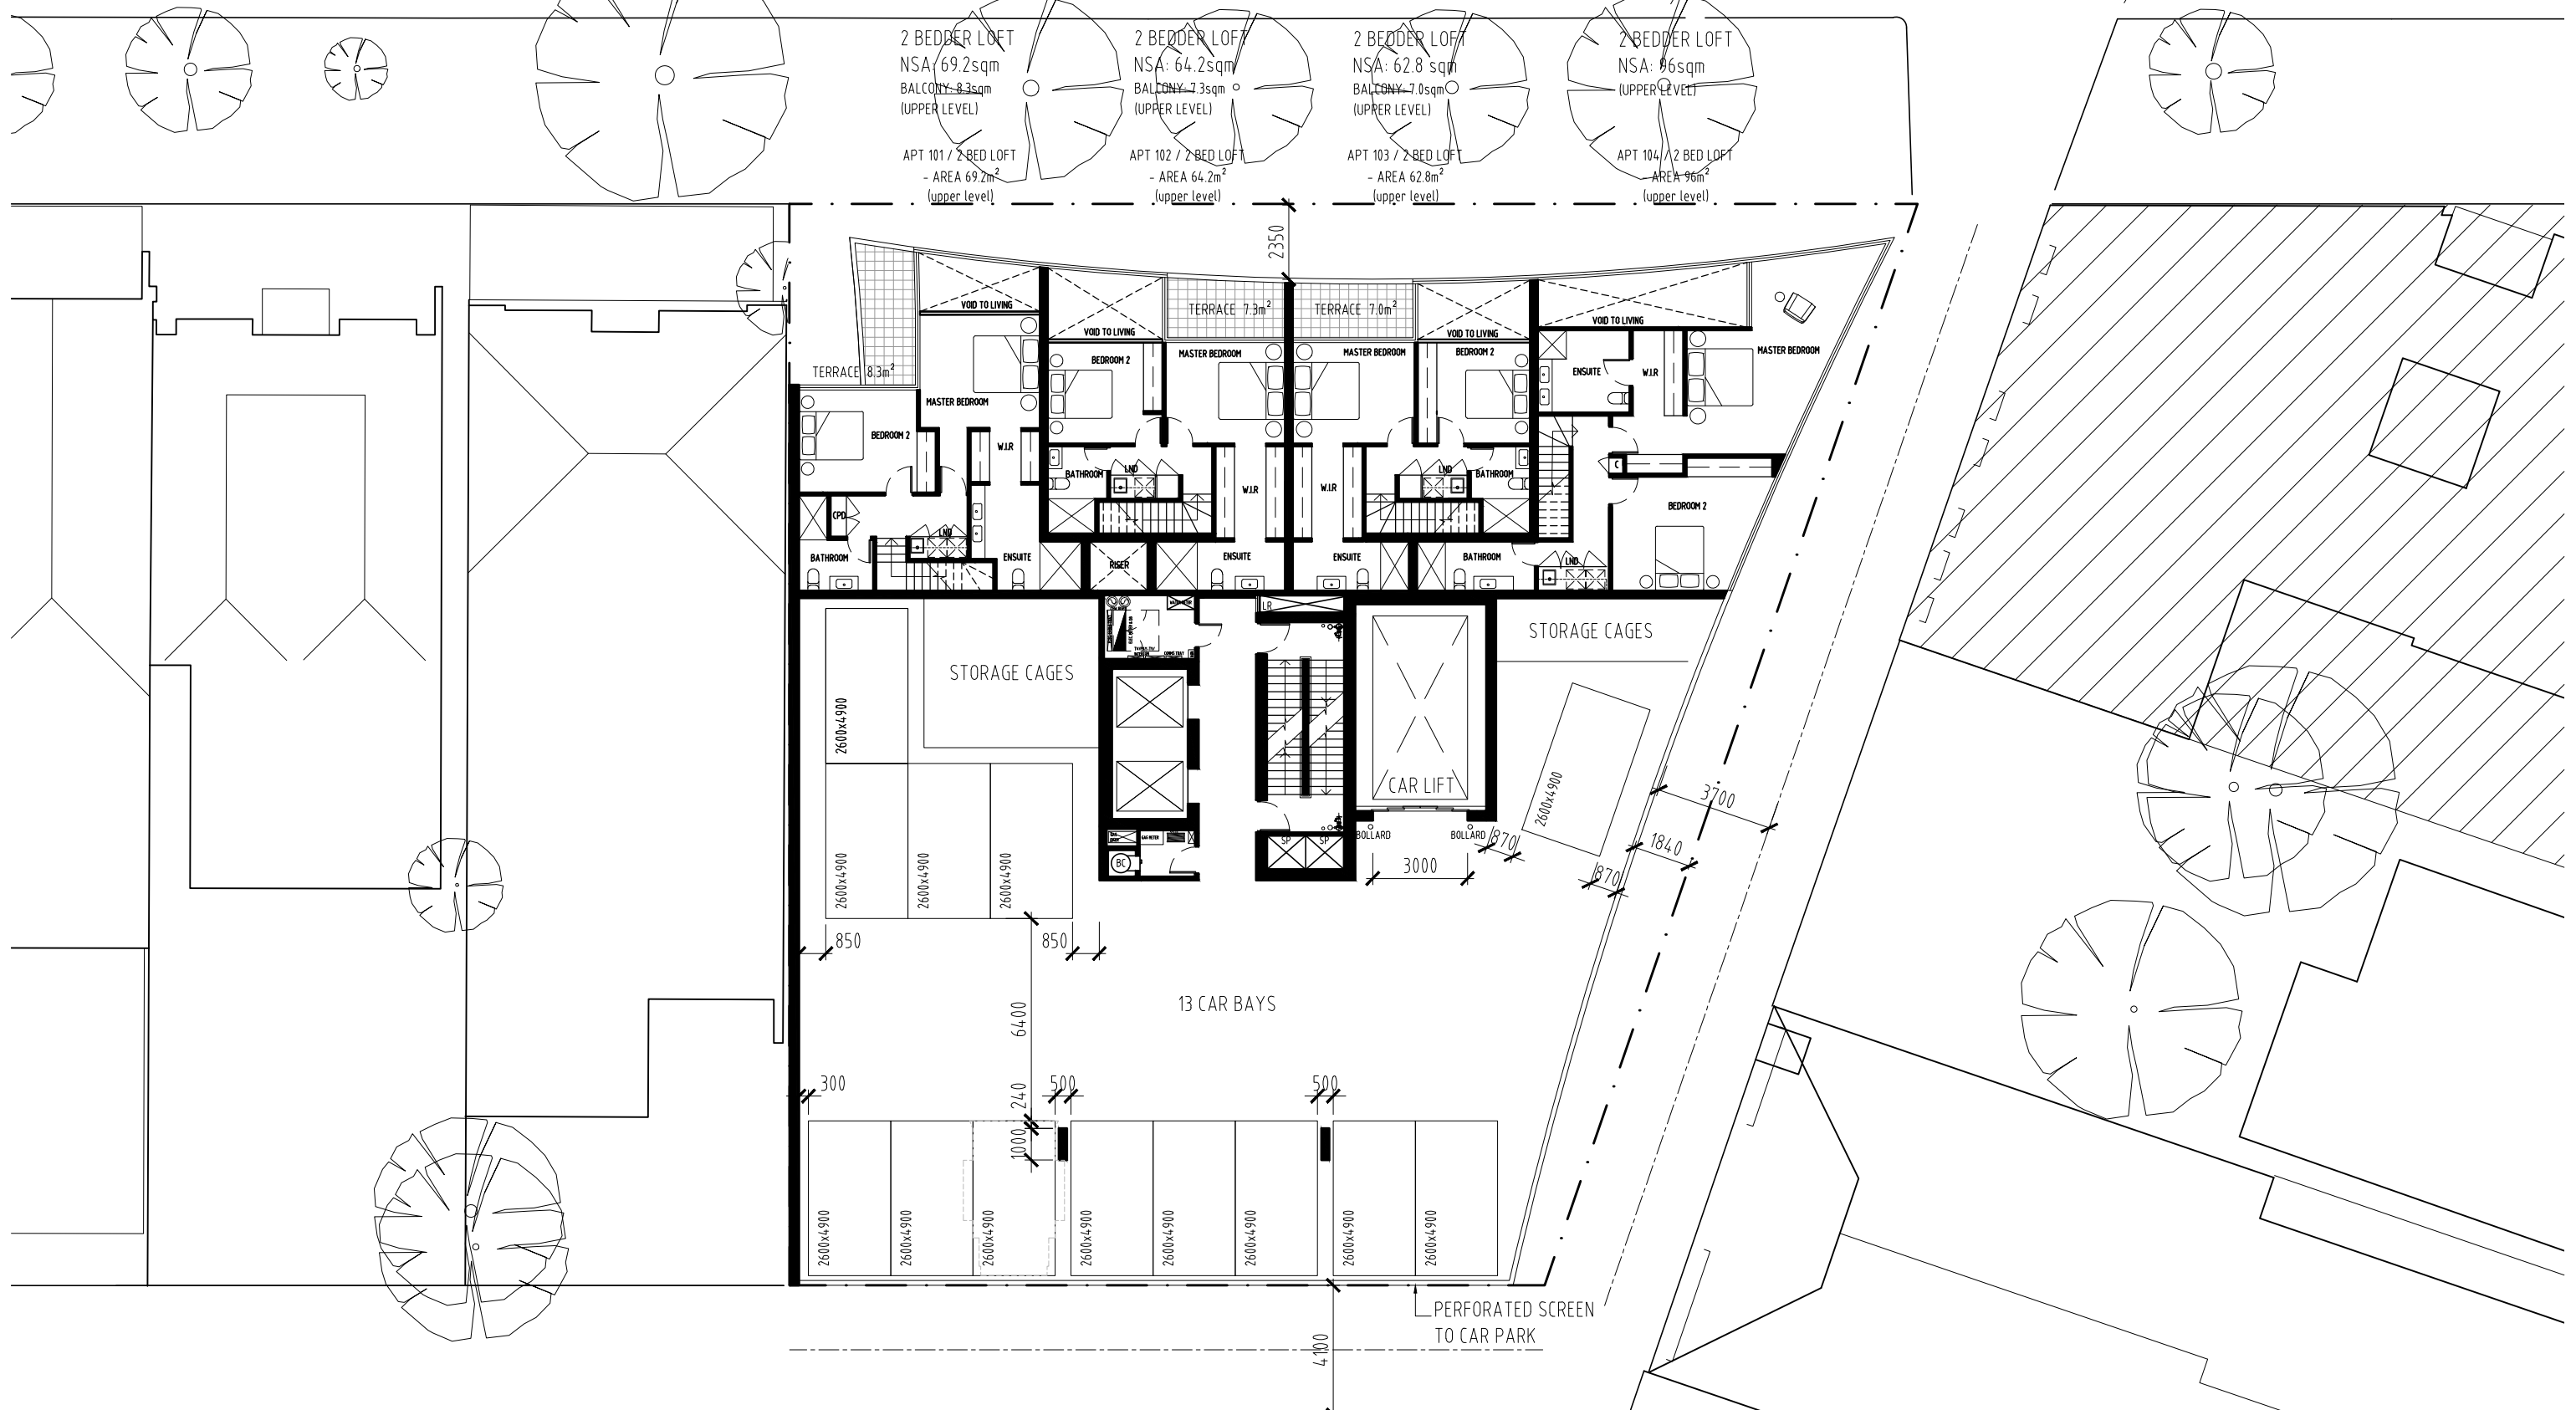 2 BEDDER LOFT
NSA: 69.2sqm
BALCONY: 8.3sqm
(UPPER LEVEL)
2 BEDDER LOFT
NSA: 64.2sqm
BALCONY: 7.3sqm
(UPPER LEVEL)
2 BEDDER LOFT
NSA: 62.8 sqm
BALCONY: 7.0sqm
(UPPER LEVEL)
2 BEDDER LOFT
NSA: 96sqm
(UPPER LEVEL)
APT 101 / 2 BED LOFT
- AREA 69.2m²
(upper level)
APT 102 / 2 BED LOFT
- AREA 64.2m²
(upper level)
APT 103 / 2 BED LOFT
- AREA 62.8m²
(upper level)
APT 104 / 2 BED LOFT
- AREA 96m²
(upper level)
2350
VOID TO LIVING
VOID TO LIVING
TERRACE 7.3m²
TERRACE 7.0m²
VOID TO LIVING
VOID TO LIVING
TERRACE 8.3m²
MASTER BEDROOM
BEDROOM 2
BEDROOM 2
MASTER BEDROOM
MASTER BEDROOM
BEDROOM 2
ENSUITE
W.I.R
MASTER BEDROOM
W.I.R
BATHROOM
LND
W.I.R
W.I.R
LND
BATHROOM
C
BEDROOM 2
CPD
LND
BATHROOM
ENSUITE
RISER
ENSUITE
ENSUITE
BATHROOM
LND
LR
STORAGE CAGES
STORAGE CAGES
2600x4900
CAR LIFT
2600x4900
3700
BOLLARD
BOLLARD
870
1840
SP
SP
GAS METER
BC
3000
870
2600x4900
2600x4900
2600x4900
850
850
6400
13 CAR BAYS
300
240
500
500
1000
2600x4900
2600x4900
2600x4900
2600x4900
2600x4900
2600x4900
2600x4900
2600x4900
PERFORATED SCREEN
TO CAR PARK
4100